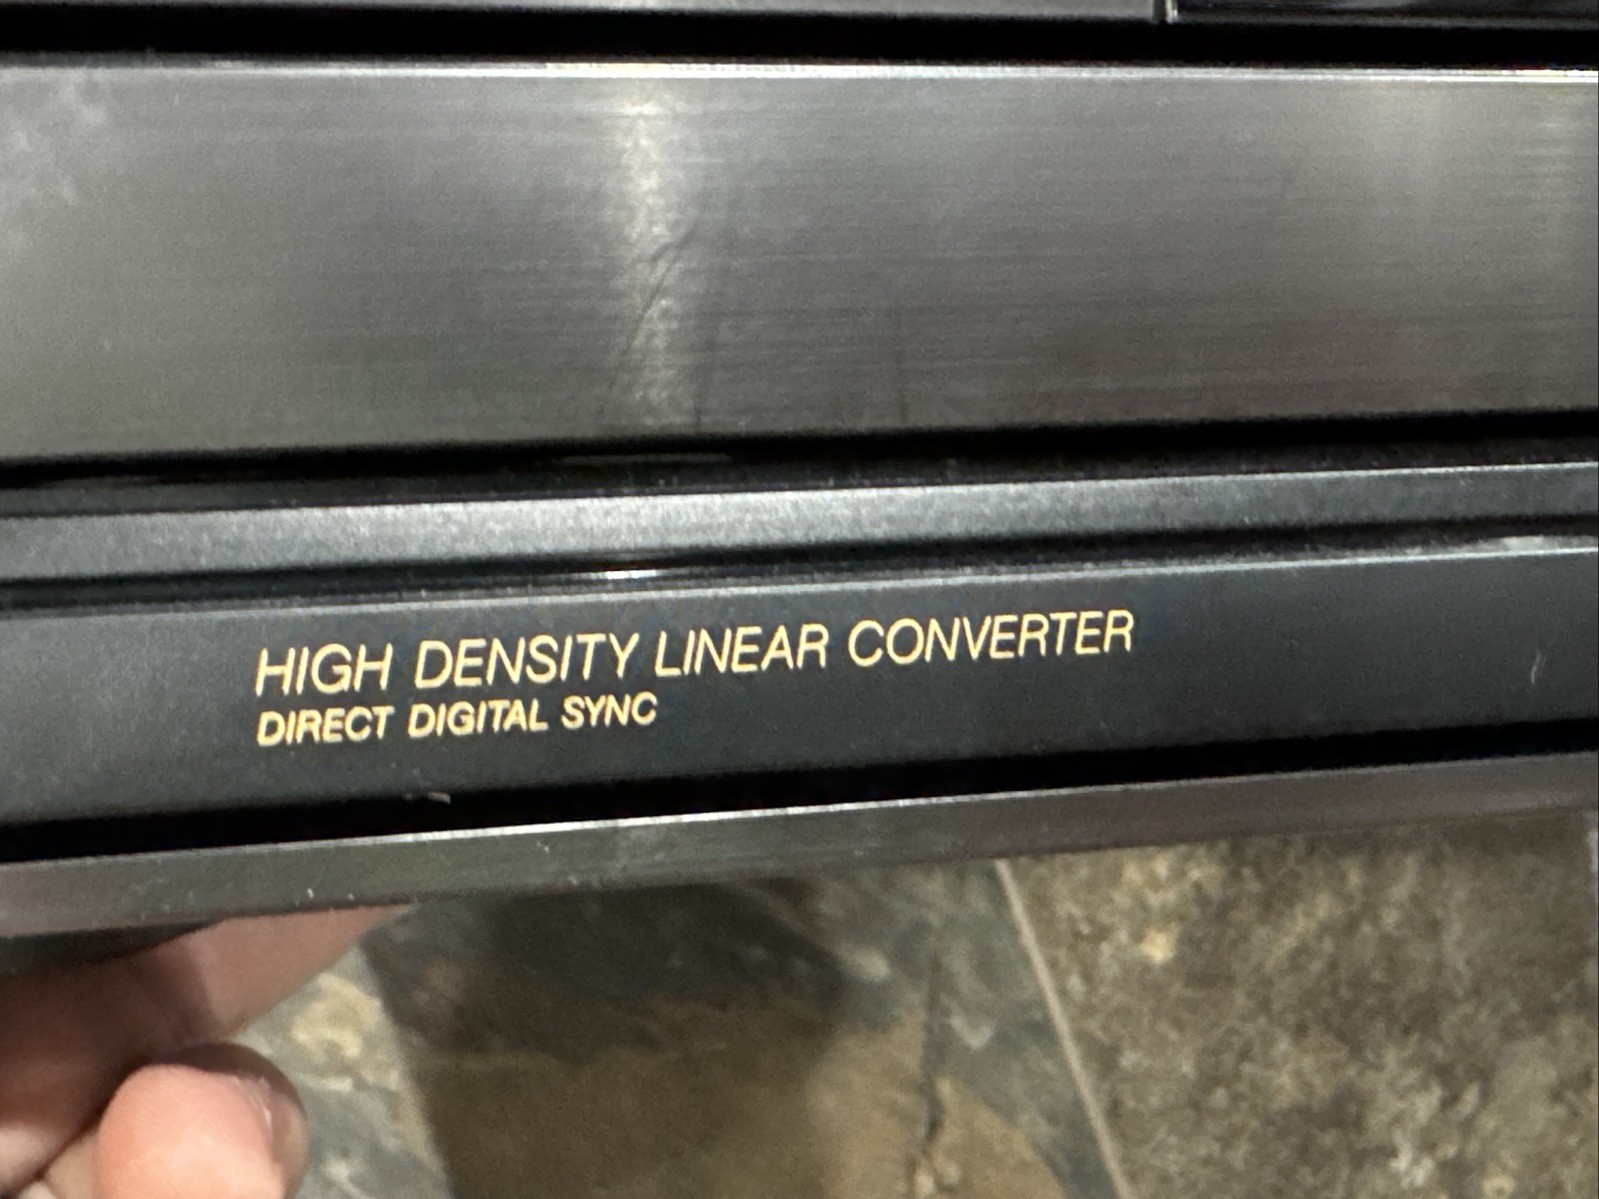 HIGH DENSITY LINEAR CONVERTER
DIRECT DIGITAL SYNC